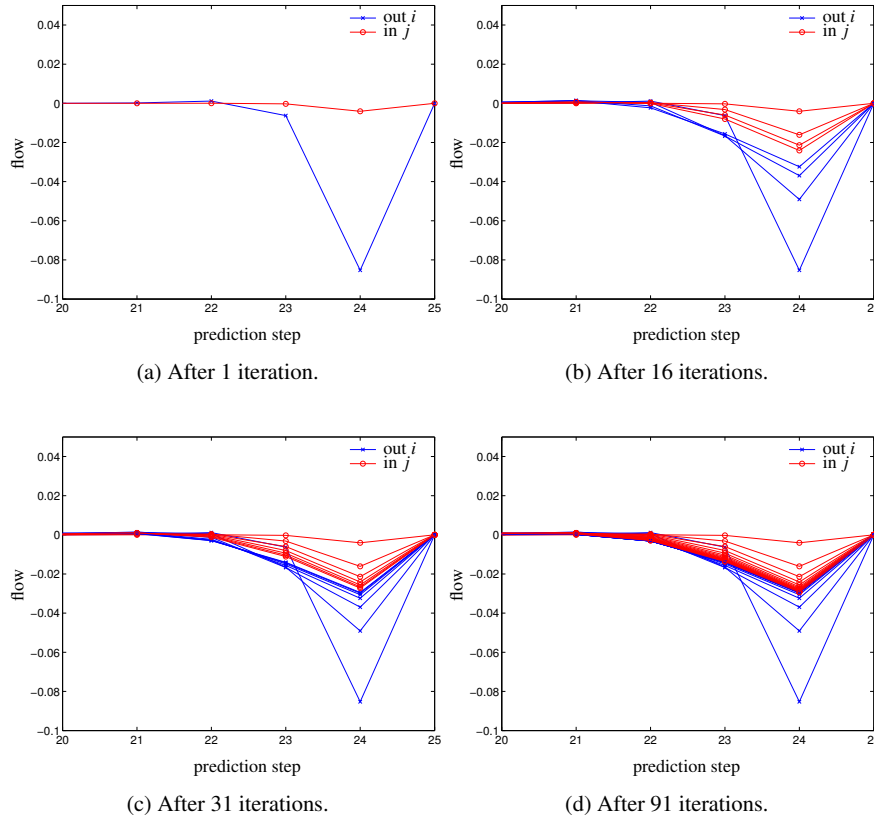 out i
in j
0.04
0.02
0
−0.02
−0.04
−0.06
−0.08
−0.1
flow
20 21 22 23 24 25
prediction step
(a) After 1 iteration.
out i
in j
0.04
0.02
0
−0.02
−0.04
−0.06
−0.08
−0.1
flow
20 21 22 23 24 2
prediction step
(b) After 16 iterations.
out i
in j
0.04
0.02
0
−0.02
−0.04
−0.06
−0.08
−0.1
flow
20 21 22 23 24 25
prediction step
(c) After 31 iterations.
out i
in j
0.04
0.02
0
−0.02
−0.04
−0.06
−0.08
−0.1
flow
20 21 22 23 24 2
prediction step
(d) After 91 iterations.